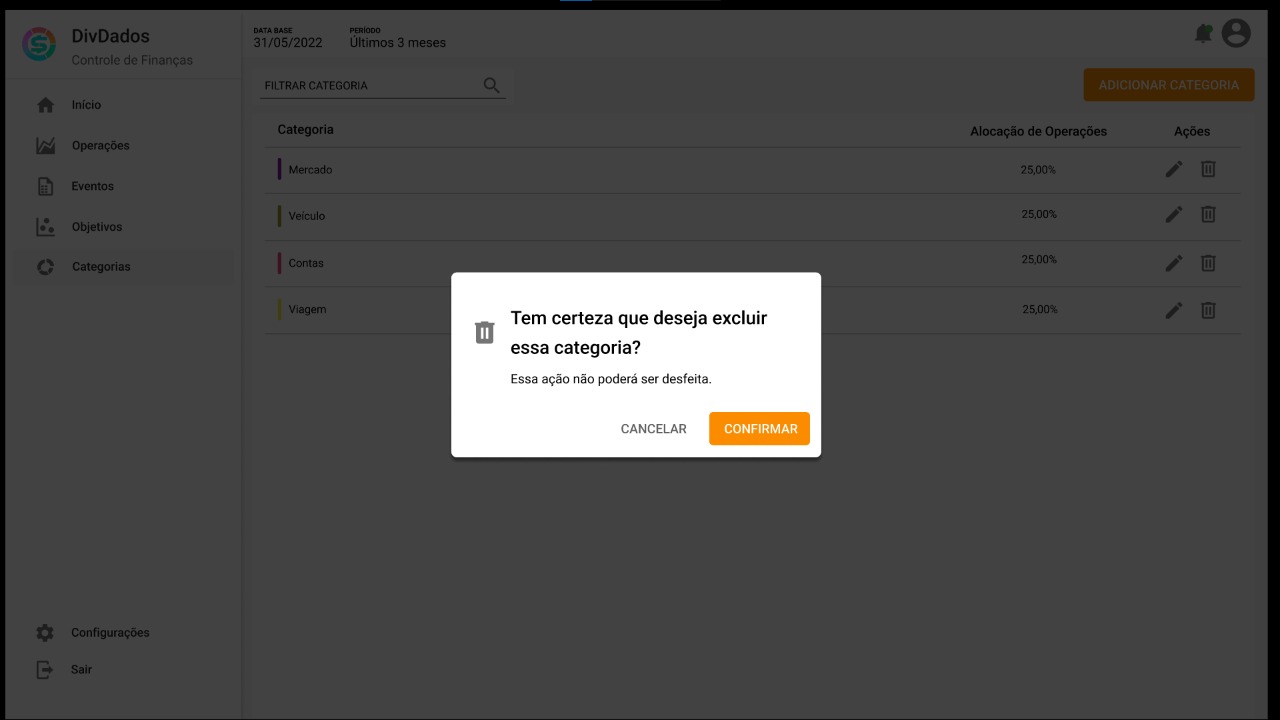 DivDados
Controle de Finanças
DATA BASE
31/05/2022
PERÍODO
Últimos 3 meses
FILTRAR CATEGORIA
ADICIONAR CATEGORIA
Início
Operações
Eventos
Objetivos
Categorias
Configurações
Sair
Categoria Alocação de Operações Ações
Mercado 25,00%
Veículo 25,00%
Contas 25,00%
Viagem 25,00%
Tem certeza que deseja excluir
essa categoria?
Essa ação não poderá ser desfeita.
CANCELAR CONFIRMAR